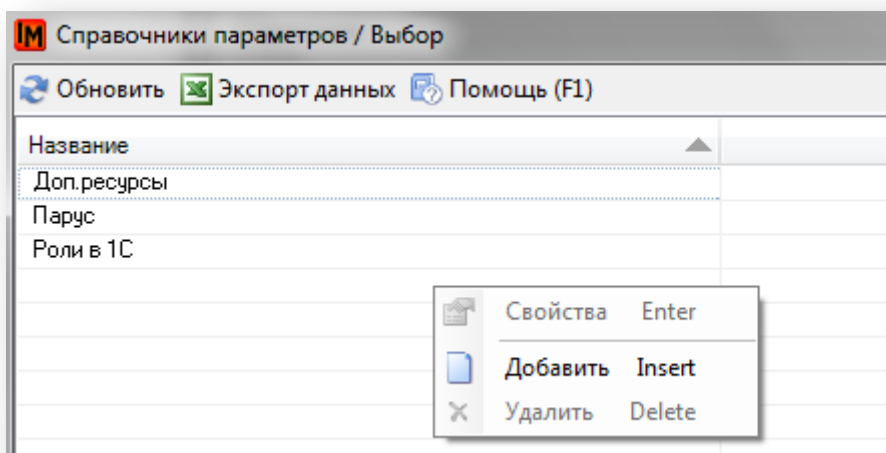 IM Справочники параметров / Выбор
Обновить Экспорт данных Помощь (F1)
Название
Доп.ресурсы
Парус
Роли в 1С
Свойства Enter
Добавить Insert
Удалить Delete